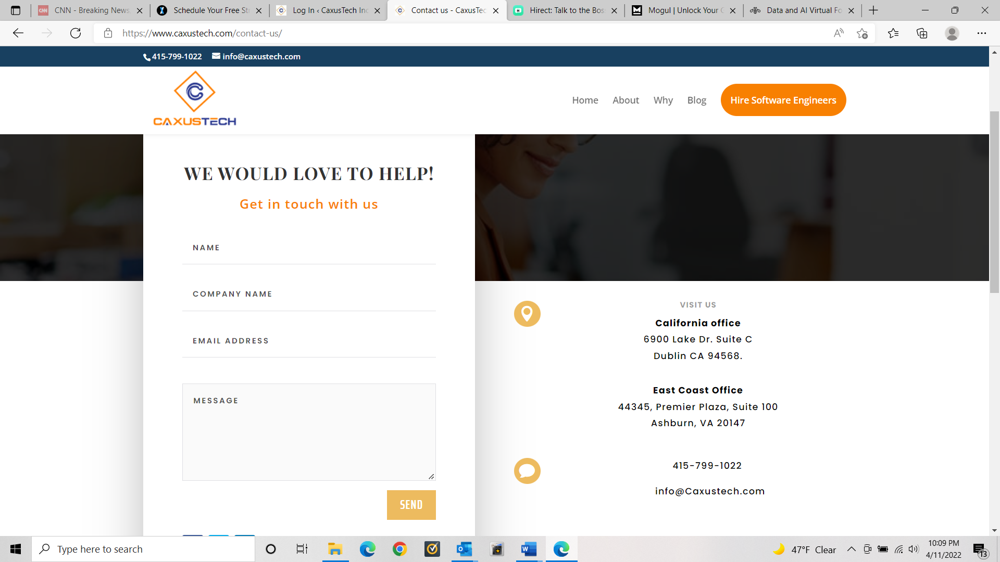 CNN - Breaking News,
Schedule Your Free St
Log In ‹ CaxusTech Inc
Contact us - CaxusTec
Hirect: Talk to the Bos
Mogul | Unlock Your C
Data and AI Virtual Fo
https://www.caxustech.com/contact-us/
415-799-1022 info@caxustech.com
CAXUSTECH
Home About Why Blog Hire Software Engineers
WE WOULD LOVE TO HELP!
Get in touch with us
NAME
COMPANY NAME
EMAIL ADDRESS
MESSAGE
SEND
VISIT US
California office
6900 Lake Dr. Suite C
Dublin CA 94568.
East Coast Office
44345, Premier Plaza, Suite 100
Ashburn, VA 20147
415-799-1022
info@Caxustech.com
Type here to search
47°F Clear
10:09 PM
4/11/2022
13